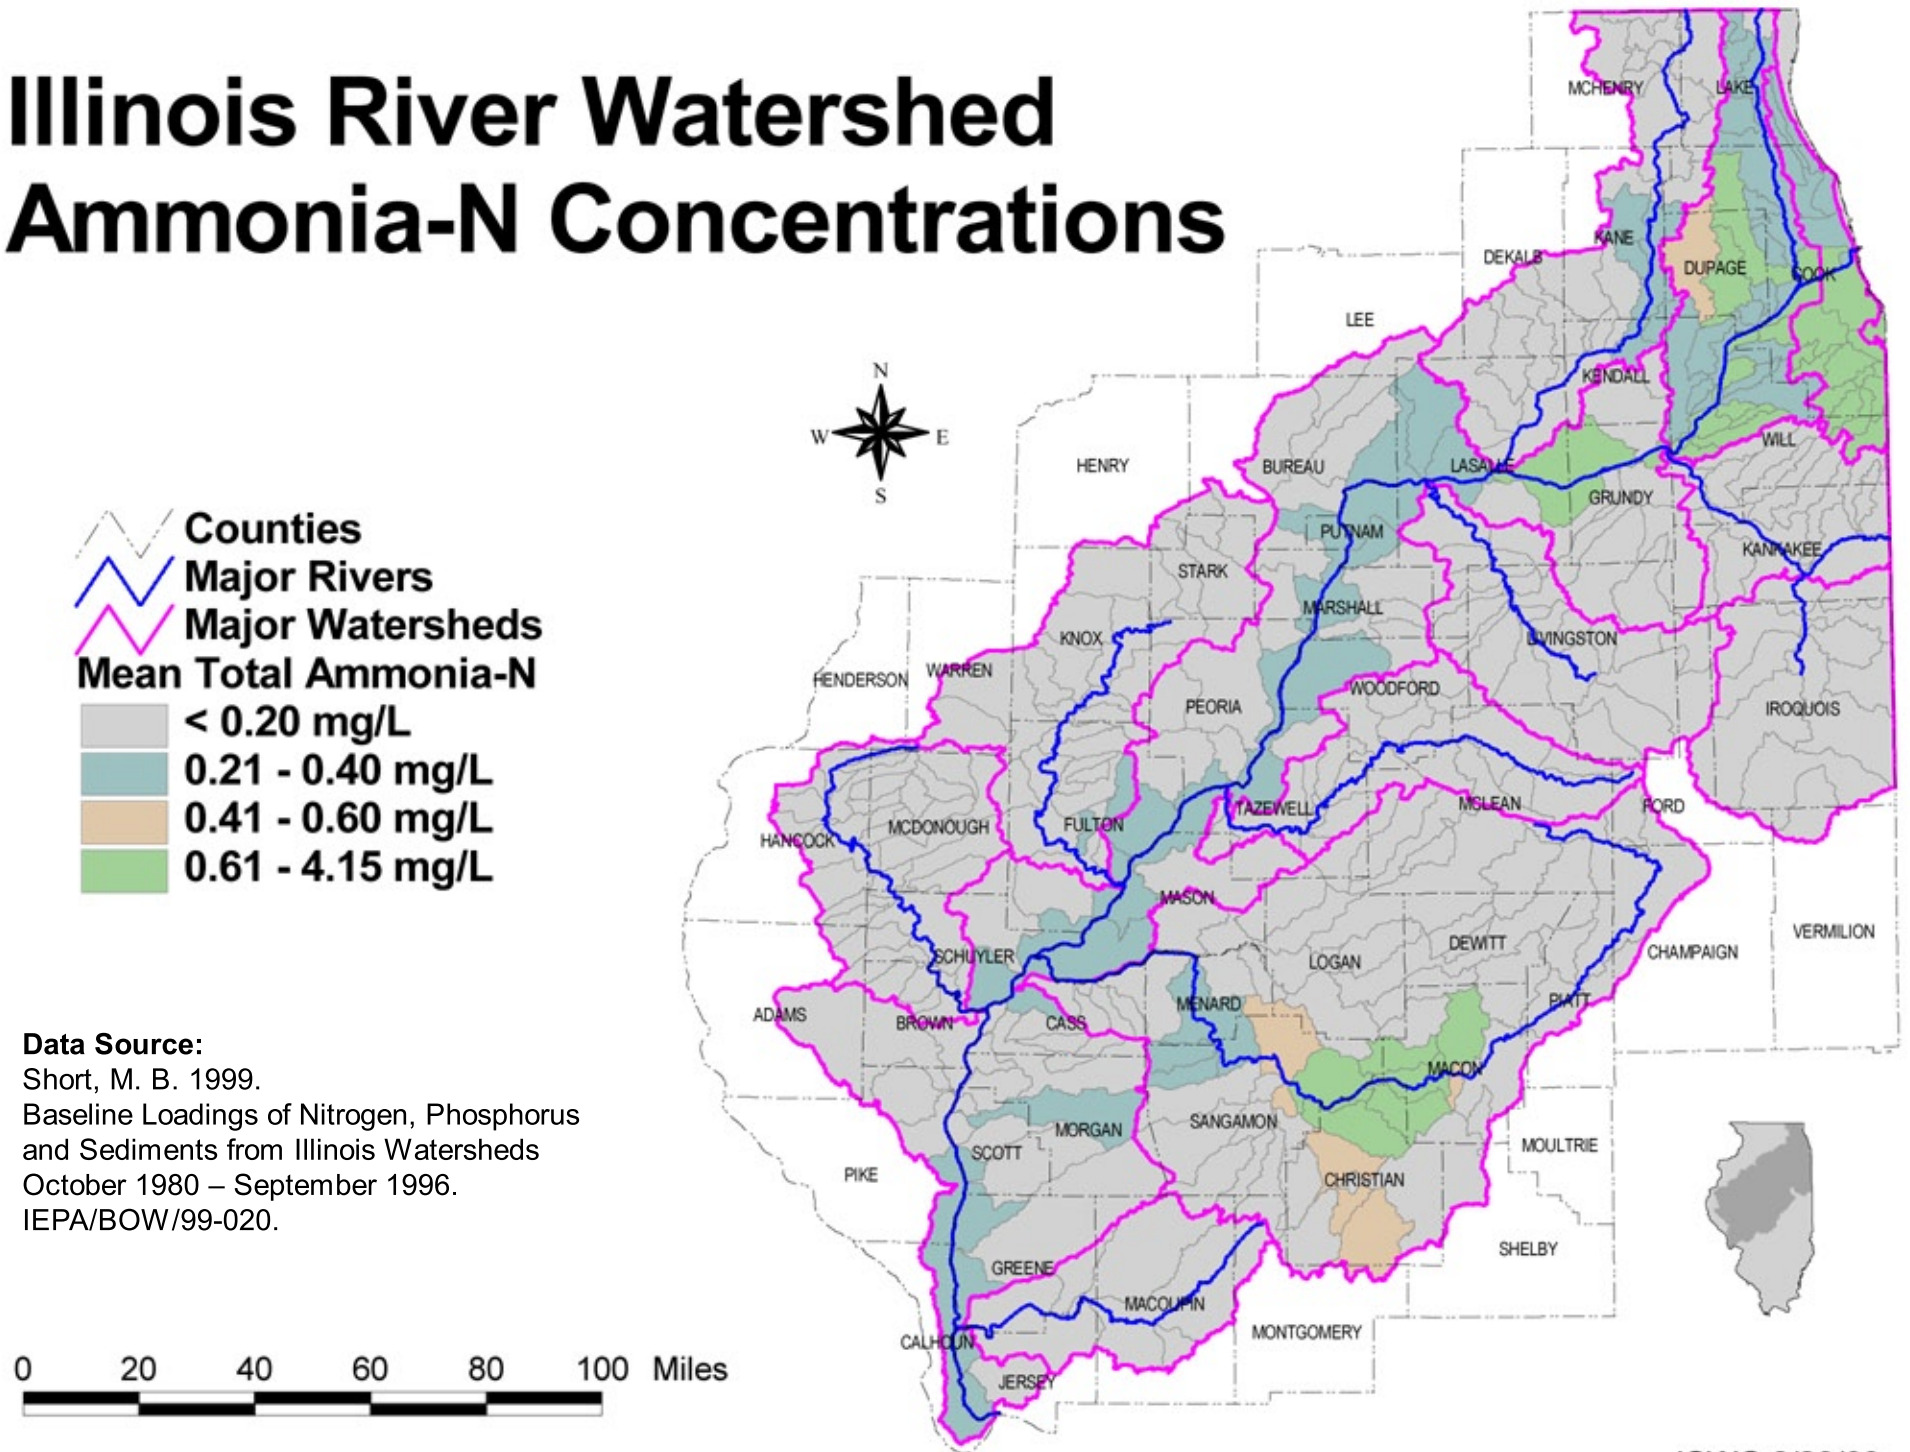 Illinois River Watershed
Ammonia-N Concentrations
N
W E
S
Counties
Major Rivers
Major Watersheds
Mean Total Ammonia-N
< 0.20 mg/L
0.21 - 0.40 mg/L
0.41 - 0.60 mg/L
0.61 - 4.15 mg/L
Data Source:
Short, M. B. 1999.
Baseline Loadings of Nitrogen, Phosphorus
and Sediments from Illinois Watersheds
October 1980 – September 1996.
IEPA/BOW/99-020.
0 20 40 60 80 100 Miles
MCHENRY
LAKE
KANE
DEKALB
DUPAGE
COOK
LEE
KENDALL
WILL
HENRY
BUREAU
LASALLE
GRUNDY
PUTNAM
KANKAKEE
STARK
MARSHALL
KNOX
LIVINGSTON
WARREN
HENDERSON
WOODFORD
PEORIA
IROQUOIS
TAZEWELL
MCLEAN
FORD
FULTON
MCDONOUGH
HANCOCK
MASON
VERMILION
DEWITT
CHAMPAIGN
SCHUYLER
LOGAN
PIATT
MENARD
ADAMS
BROWN
CASS
MACON
SANGAMON
MORGAN
MOULTRIE
SCOTT
PIKE
CHRISTIAN
SHELBY
GREENE
MACOUPIN
MONTGOMERY
CALHOUN
JERSEY